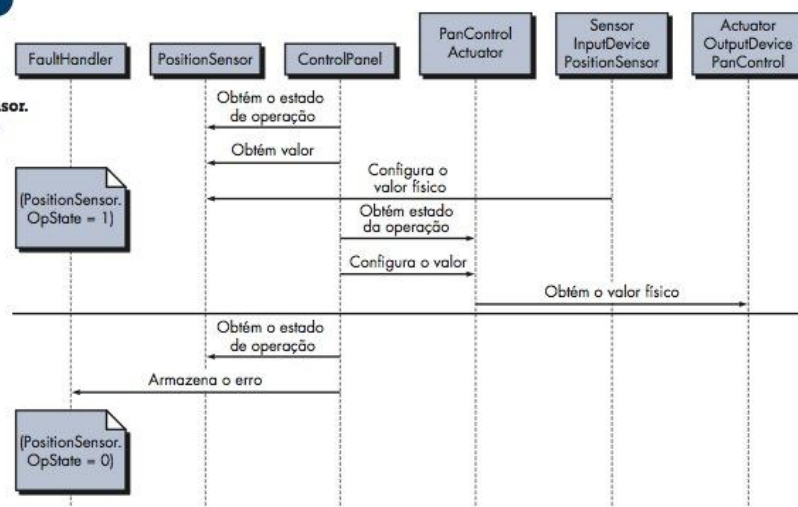 FaultHandler
PositionSensor
ControlPanel
PanControl
Actuator
Sensor
InputDevice
PositionSensor
Actuator
OutputDevice
PanControl
Obtém o estado
de operação
Obtém valor
(PositionSensor.
OpState = 1)
Configura o
valor físico
Obtém estado
da operação
Configura o valor
Obtém o valor físico
Obtém o estado
de operação
Armazena o erro
(PositionSensor.
OpState = 0)